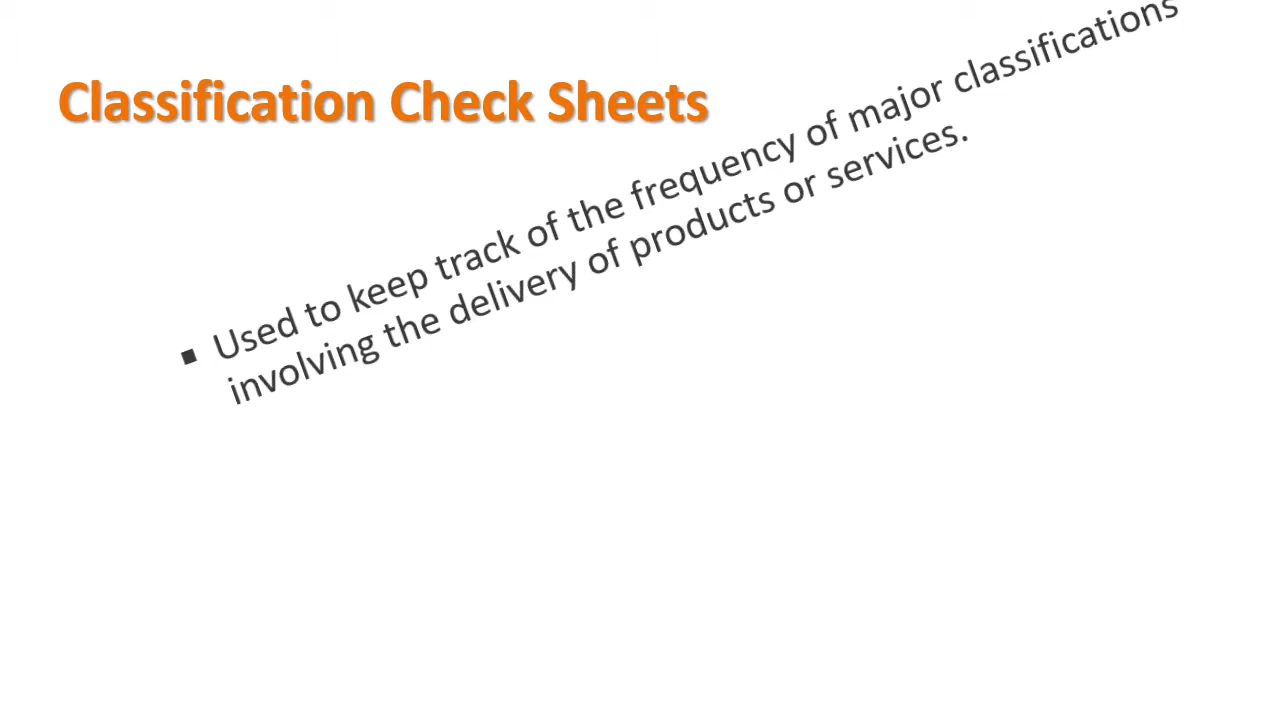 Classification Check Sheets
▪ Used to keep track of the frequency of major classifications
involving the delivery of products or services.